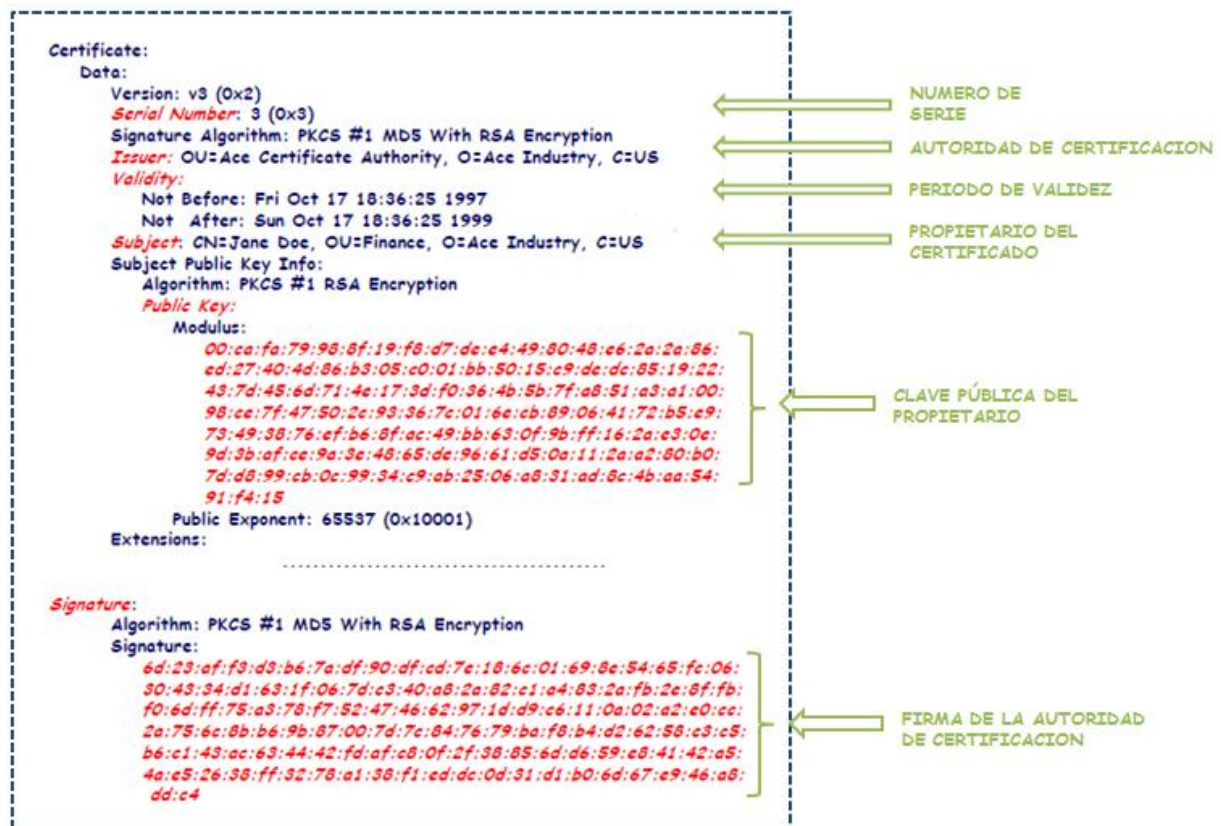 Certificate:
Data:
Version: v3 (0x2)
Serial Number: 3 (0x3)
Signature Algorithm: PKCS #1 MD5 With RSA Encryption
Issuer: OU=Ace Certificate Authority, O=Ace Industry, C=US
Validity:
Not Before: Fri Oct 17 18:36:25 1997
Not After: Sun Oct 17 18:36:25 1999
Subject: CN=Jane Doe, OU=Finance, O=Ace Industry, C=US
Subject Public Key Info:
Algorithm: PKCS #1 RSA Encryption
Public Key:
Modulus:
00:ca:fa:79:98:8f:19:f8:d7:de:e4:49:80:48:e6:2a:2a:86:
ed:27:40:4d:86:b3:05:c0:01:bb:50:15:c9:de:dc:85:19:22:
43:7d:45:6d:71:4e:17:3d:f0:36:4b:5b:7f:a8:51:a3:a1:00:
98:ce:7f:47:50:2c:93:36:7c:01:6e:cb:89:06:41:72:b5:e9:
73:49:38:76:ef:b6:8f:ac:49:bb:63:0f:9b:ff:16:2a:e3:0e:
9d:3b:af:ce:9a:3e:48:65:de:96:61:d5:0a:11:2a:a2:80:b0:
7d:d8:99:cb:0c:99:34:c9:ab:25:06:a8:31:ad:8c:4b:aa:54:
91:f4:15
Public Exponent: 65537 (0x10001)
Extensions:
..........................................
Signature:
Algorithm: PKCS #1 MD5 With RSA Encryption
Signature:
6d:23:af:f3:d3:b6:7a:df:90:df:cd:7e:18:6c:01:69:8e:54:65:fc:06:
30:43:34:d1:63:1f:06:7d:c3:40:a8:2a:82:c1:a4:83:2a:fb:2e:8f:fb:
f0:6d:ff:75:a3:78:f7:52:47:46:62:97:1d:d9:c6:11:0a:02:a2:e0:cc:
2a:75:6c:8b:b6:9b:87:00:7d:7c:84:76:79:ba:f8:b4:d2:62:58:c3:c5:
b6:c1:43:ac:63:44:42:fd:af:c8:0f:2f:38:85:6d:d6:59:e8:41:42:a5:
4a:e5:26:38:ff:32:78:a1:38:f1:ed:dc:0d:31:d1:b0:6d:67:e9:46:a8:
dd:c4
NUMERO DE
SERIE
AUTORIDAD DE CERTIFICACION
PERIODO DE VALIDEZ
PROPIETARIO DEL
CERTIFICADO
CLAVE PÚBLICA DEL
PROPIETARIO
FIRMA DE LA AUTORIDAD
DE CERTIFICACION